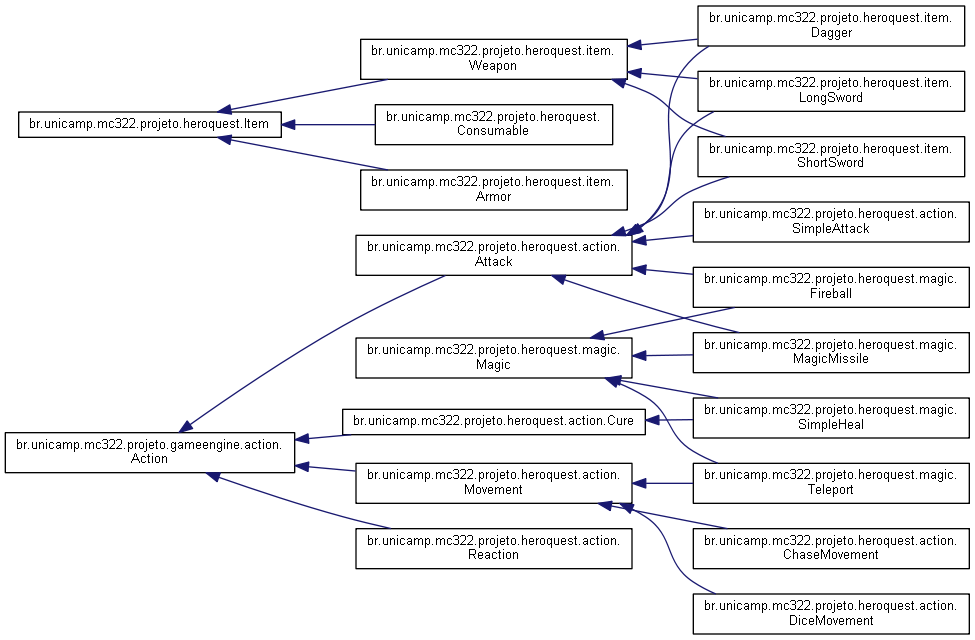 br.unicamp.mc322.projeto.heroquest.item.
Dagger
br.unicamp.mc322.projeto.heroquest.item.
Weapon
br.unicamp.mc322.projeto.heroquest.item.
LongSword
br.unicamp.mc322.projeto.heroquest.Item
br.unicamp.mc322.projeto.heroquest.
Consumable
br.unicamp.mc322.projeto.heroquest.item.
ShortSword
br.unicamp.mc322.projeto.heroquest.item.
Armor
br.unicamp.mc322.projeto.heroquest.action.
SimpleAttack
br.unicamp.mc322.projeto.heroquest.action.
Attack
br.unicamp.mc322.projeto.heroquest.magic.
Fireball
br.unicamp.mc322.projeto.heroquest.magic.
Magic
br.unicamp.mc322.projeto.heroquest.magic.
MagicMissile
br.unicamp.mc322.projeto.heroquest.action.Cure
br.unicamp.mc322.projeto.heroquest.magic.
SimpleHeal
br.unicamp.mc322.projeto.gameengine.action.
Action
br.unicamp.mc322.projeto.heroquest.action.
Movement
br.unicamp.mc322.projeto.heroquest.magic.
Teleport
br.unicamp.mc322.projeto.heroquest.action.
Reaction
br.unicamp.mc322.projeto.heroquest.action.
ChaseMovement
br.unicamp.mc322.projeto.heroquest.action.
DiceMovement